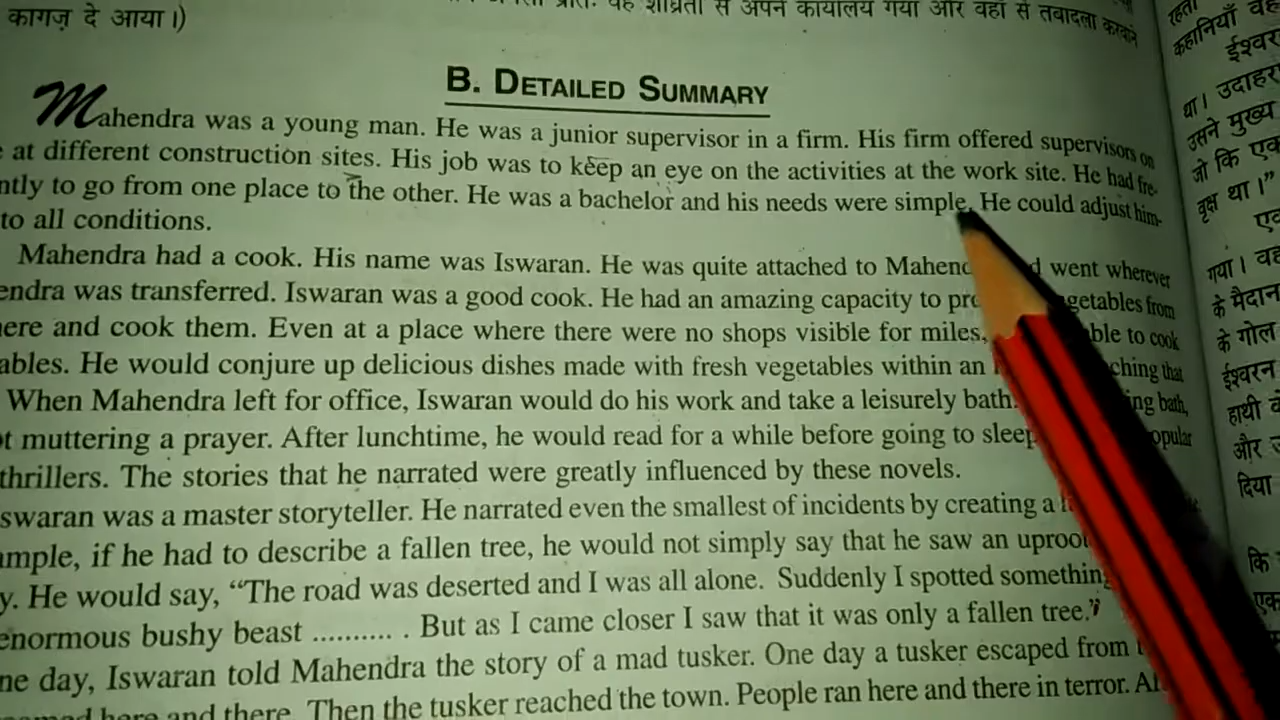 कागज़ दे आया।)
वह शीघ्रता से अपने कार्यालय गया और वहाँ से तबादला करवाने
B. DETAILED SUMMARY
Mahendra was a young man. He was a junior supervisor in a firm. His firm offered supervisors on
at different construction sites. His job was to keep an eye on the activities at the work site. He had fre-
ntly to go from one place to the other. He was a bachelor and his needs were simple. He could adjust him-
to all conditions.
Mahendra had a cook. His name was Iswaran. He was quite attached to Mahend d went wherever
endra was transferred. Iswaran was a good cook. He had an amazing capacity to pro getables from
ere and cook them. Even at a place where there were no shops visible for miles, ble to cook
ables. He would conjure up delicious dishes made with fresh vegetables within an ching that
When Mahendra left for office, Iswaran would do his work and take a leisurely bath. ing bath,
t muttering a prayer. After lunchtime, he would read for a while before going to sleep opular
thrillers. The stories that he narrated were greatly influenced by these novels.
swaran was a master storyteller. He narrated even the smallest of incidents by creating a
ample, if he had to describe a fallen tree, he would not simply say that he saw an uproo
y. He would say, “The road was deserted and I was all alone. Suddenly I spotted something
enormous bushy beast .......... . But as I came closer I saw that it was only a fallen tree.”
ne day, Iswaran told Mahendra the story of a mad tusker. One day a tusker escaped from
here and there. Then the tusker reached the town. People ran here and there in terror. A
रहता
कहानियाँ
ईश्वर
था। उदाहर
उसने मुख्य
जो कि एक
वृक्ष था।”
एक
गया। वह
के मैदान
के गोल
ईश्वरन
हाथी
और
दिया
कि
एक